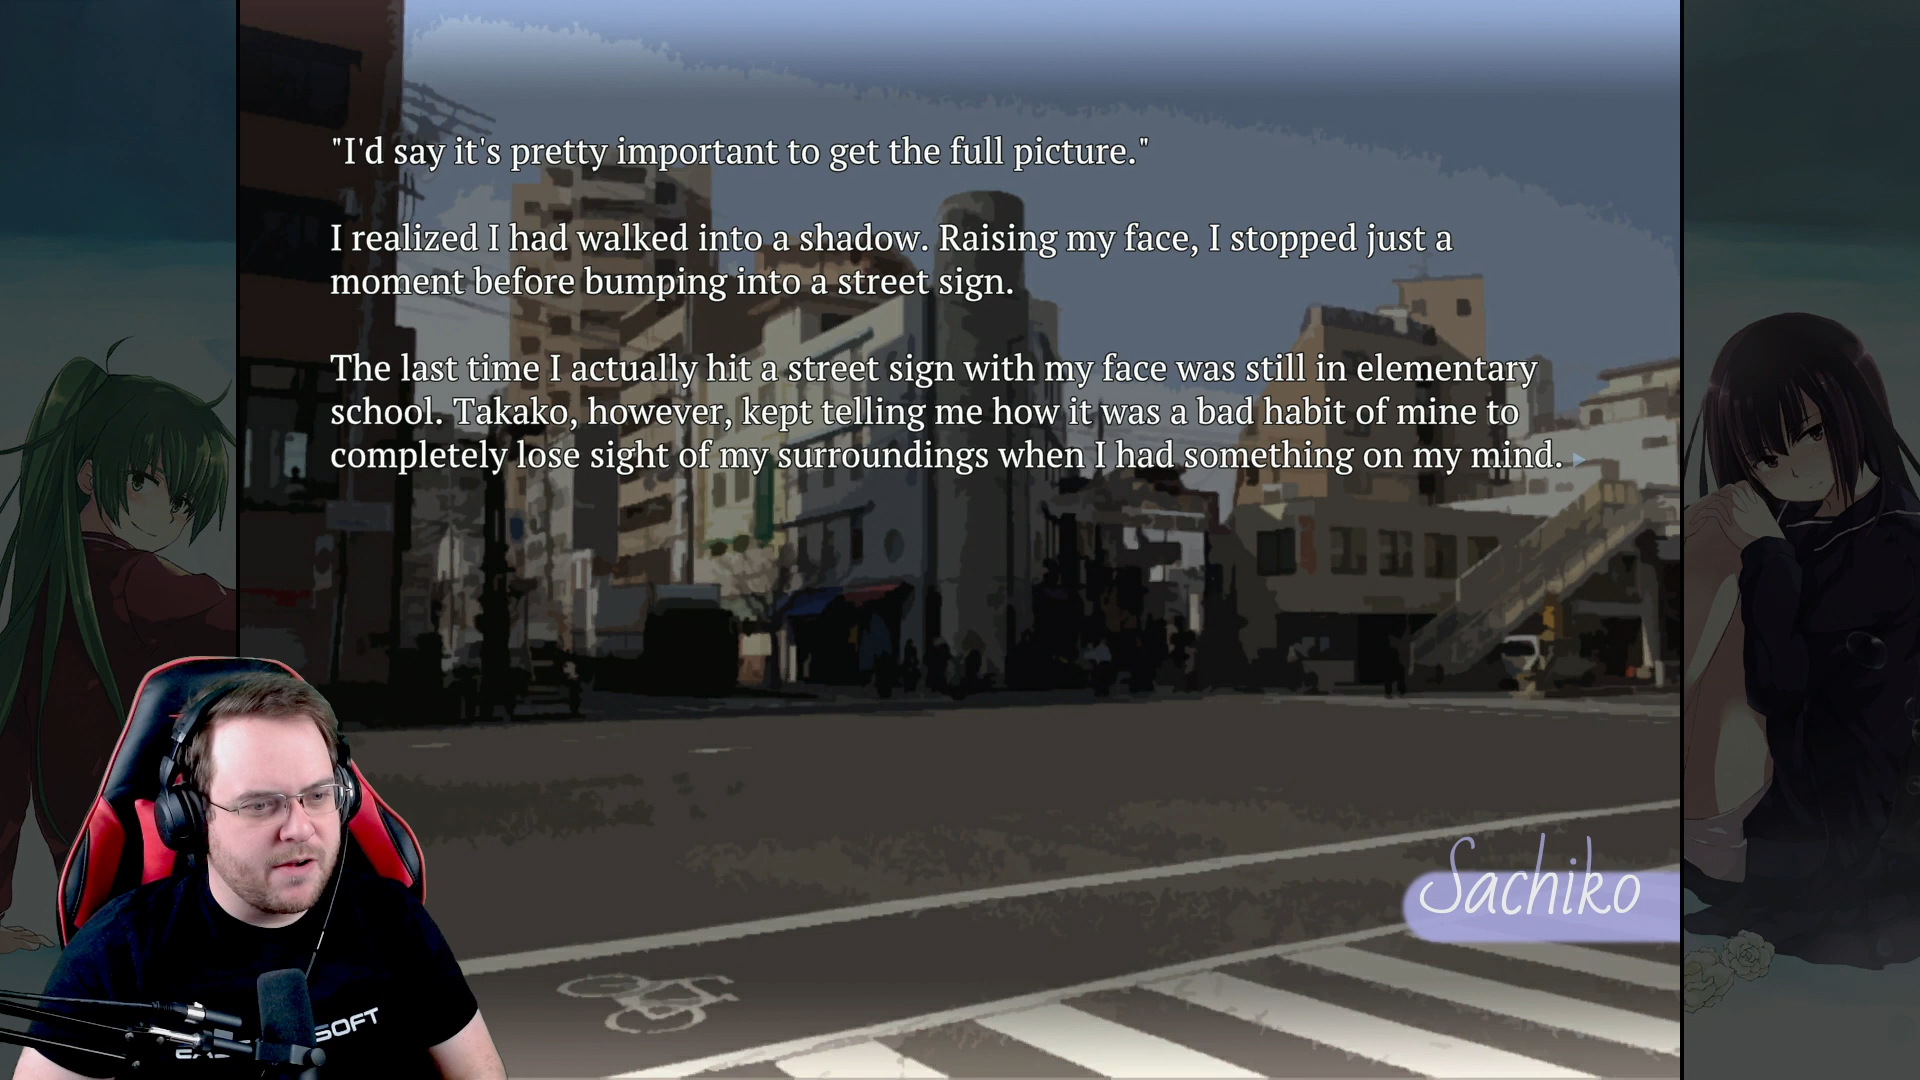 "I'd say it's pretty important to get the full picture."
I realized I had walked into a shadow. Raising my face, I stopped just a
moment before bumping into a street sign.
The last time I actually hit a street sign with my face was still in elementary
school. Takako, however, kept telling me how it was a bad habit of mine to
completely lose sight of my surroundings when I had something on my mind.
Sachiko